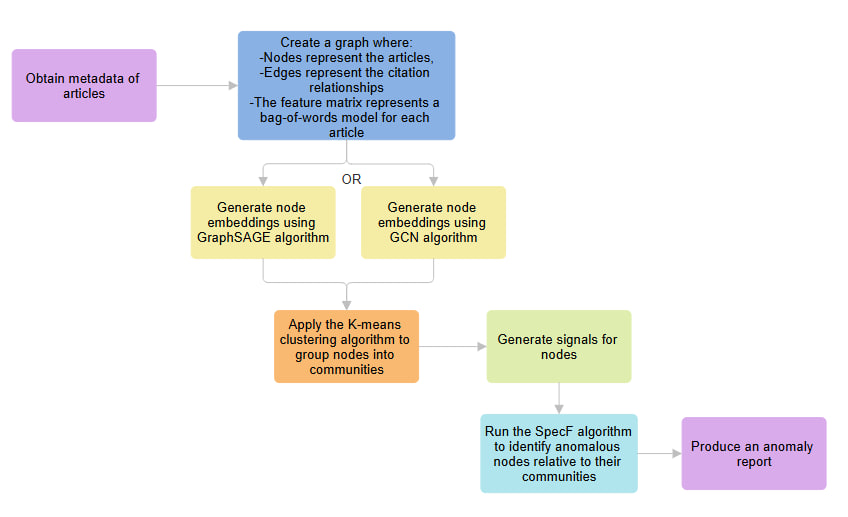 Obtain metadata of
articles
Create a graph where:
-Nodes represent the articles,
-Edges represent the citation
relationships
-The feature matrix represents a
bag-of-words model for each
article
OR
Generate node
embeddings using
GraphSAGE algorithm
Generate node
embeddings using
GCN algorithm
Apply the K-means
clustering algorithm to
group nodes into
communities
Generate signals for
nodes
Run the SpecF algorithm
to identify anomalous
nodes relative to their
communities
Produce an anomaly
report